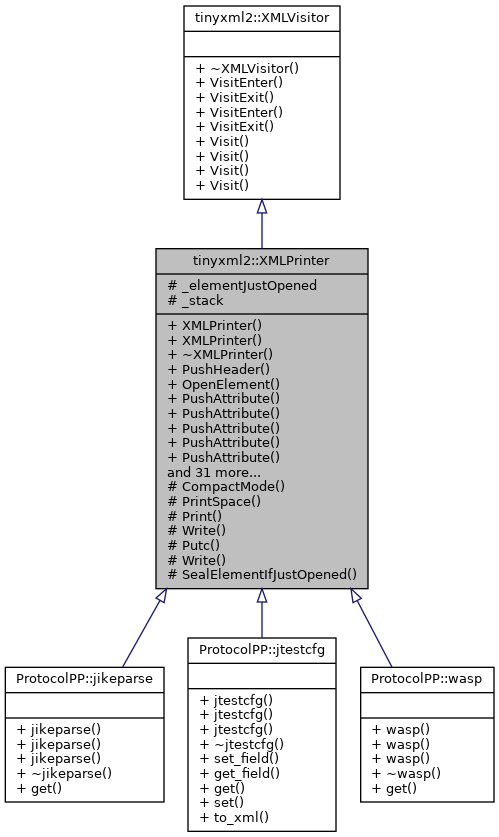 tinyxml2::XMLVisitor
+ ~XMLVisitor()
+ VisitEnter()
+ VisitExit()
+ VisitEnter()
+ VisitExit()
+ Visit()
+ Visit()
+ Visit()
+ Visit()
tinyxml2::XMLPrinter
# _elementJustOpened
# _stack
+ XMLPrinter()
+ XMLPrinter()
+ ~XMLPrinter()
+ PushHeader()
+ OpenElement()
+ PushAttribute()
+ PushAttribute()
+ PushAttribute()
+ PushAttribute()
+ PushAttribute()
and 31 more...
# CompactMode()
# PrintSpace()
# Print()
# Write()
# Putc()
# Write()
# SealElementIfJustOpened()
ProtocolPP::jikeparse
+ jikeparse()
+ jikeparse()
+ jikeparse()
+ ~jikeparse()
+ get()
ProtocolPP::jtestcfg
+ jtestcfg()
+ jtestcfg()
+ jtestcfg()
+ ~jtestcfg()
+ set_field()
+ get_field()
+ get()
+ set()
+ to_xml()
ProtocolPP::wasp
+ wasp()
+ wasp()
+ wasp()
+ ~wasp()
+ get()